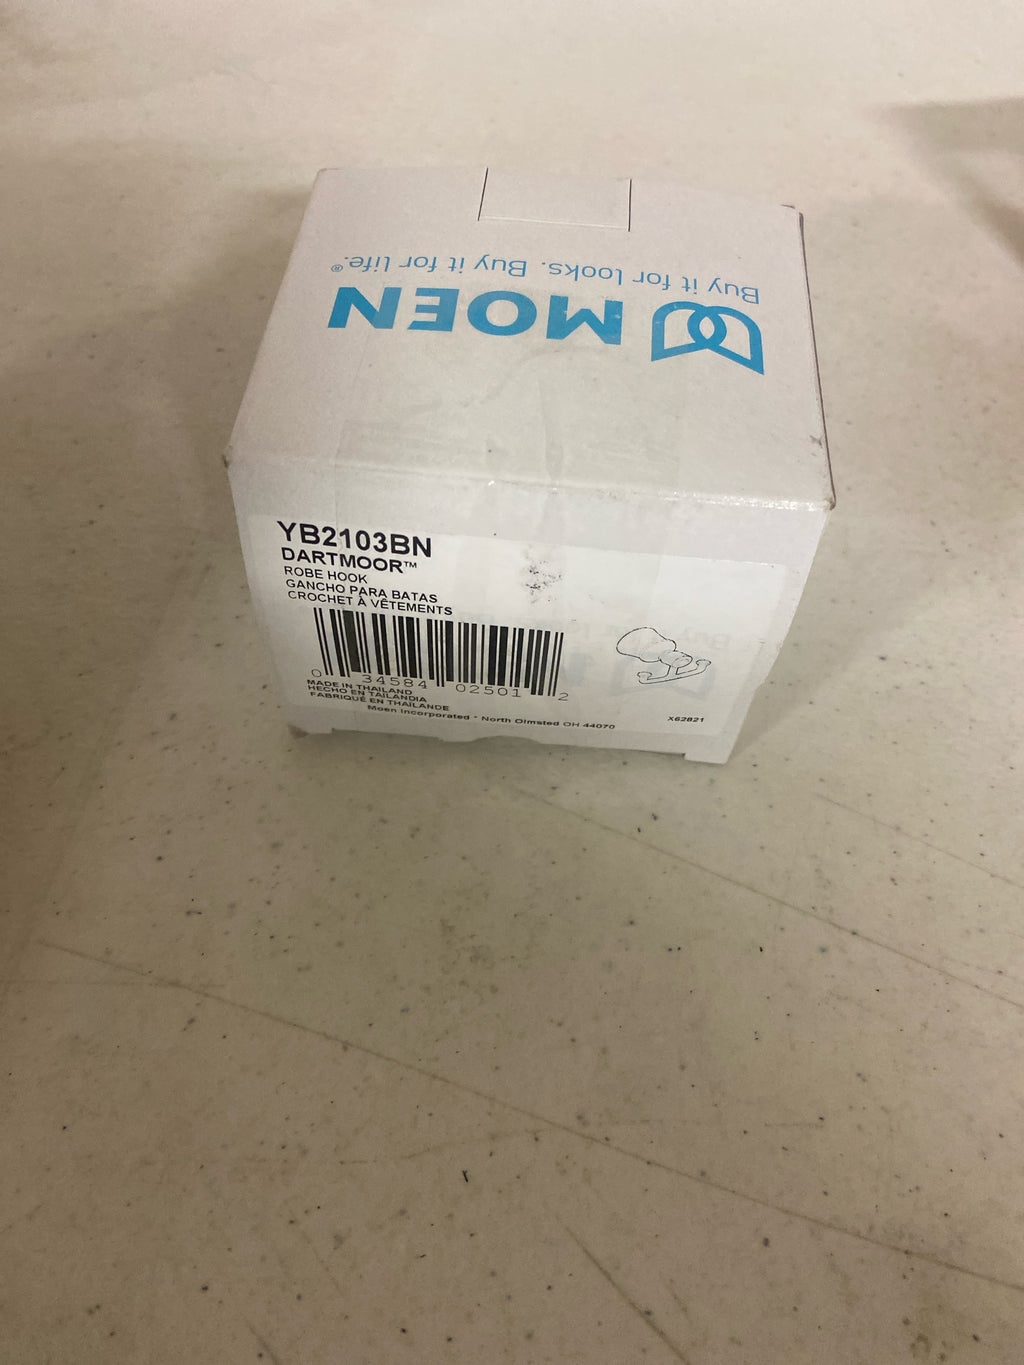 MOEN
Buy it for looks. Buy it for life.®
YB2103BN
DARTMOOR™
ROBE HOOK
GANCHO PARA BATAS
CROCHET À VÊTEMENTS
0 34584 02501 2
MADE IN THAILAND
HECHO EN TAILANDIA
FABRIQUÉ EN THAÏLANDE
Moen Incorporated • North Olmsted OH 44070
X62821